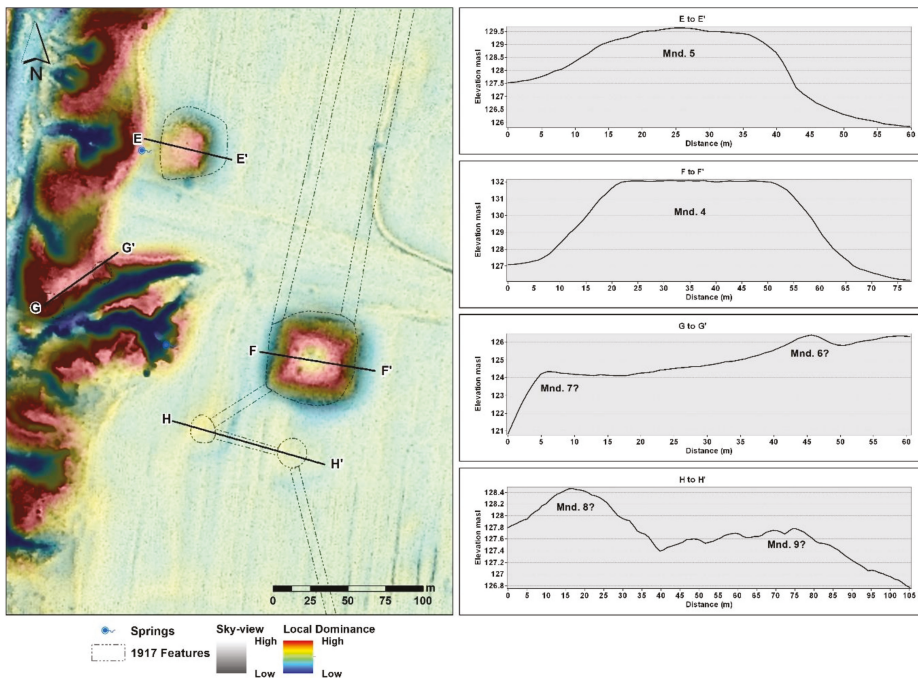 N
E
E'
G'
G
F
F'
H
H'
m
0 25 50 75 100
Springs
1917 Features
Sky-view
High
Low
Local Dominance
High
Low
E to E'
Elevation masl
129.5
129
128.5
128
127.5
127
126.5
126
Mnd. 5
0 5 10 15 20 25 30 35 40 45 50 55 60
Distance (m)
F to F'
Elevation masl
132
131
130
129
128
127
Mnd. 4
0 5 10 15 20 25 30 35 40 45 50 55 60 65 70 75
Distance (m)
G to G'
Elevation masl
126
125
124
123
122
121
Mnd. 7?
Mnd. 6?
0 5 10 15 20 25 30 35 40 45 50 55 60
Distance (m)
H to H'
Elevation masl
128.4
128.2
128
127.8
127.6
127.4
127.2
127
126.8
Mnd. 8?
Mnd. 9?
0 5 10 15 20 25 30 35 40 45 50 55 60 65 70 75 80 85 90 95 100 105
Distance (m)